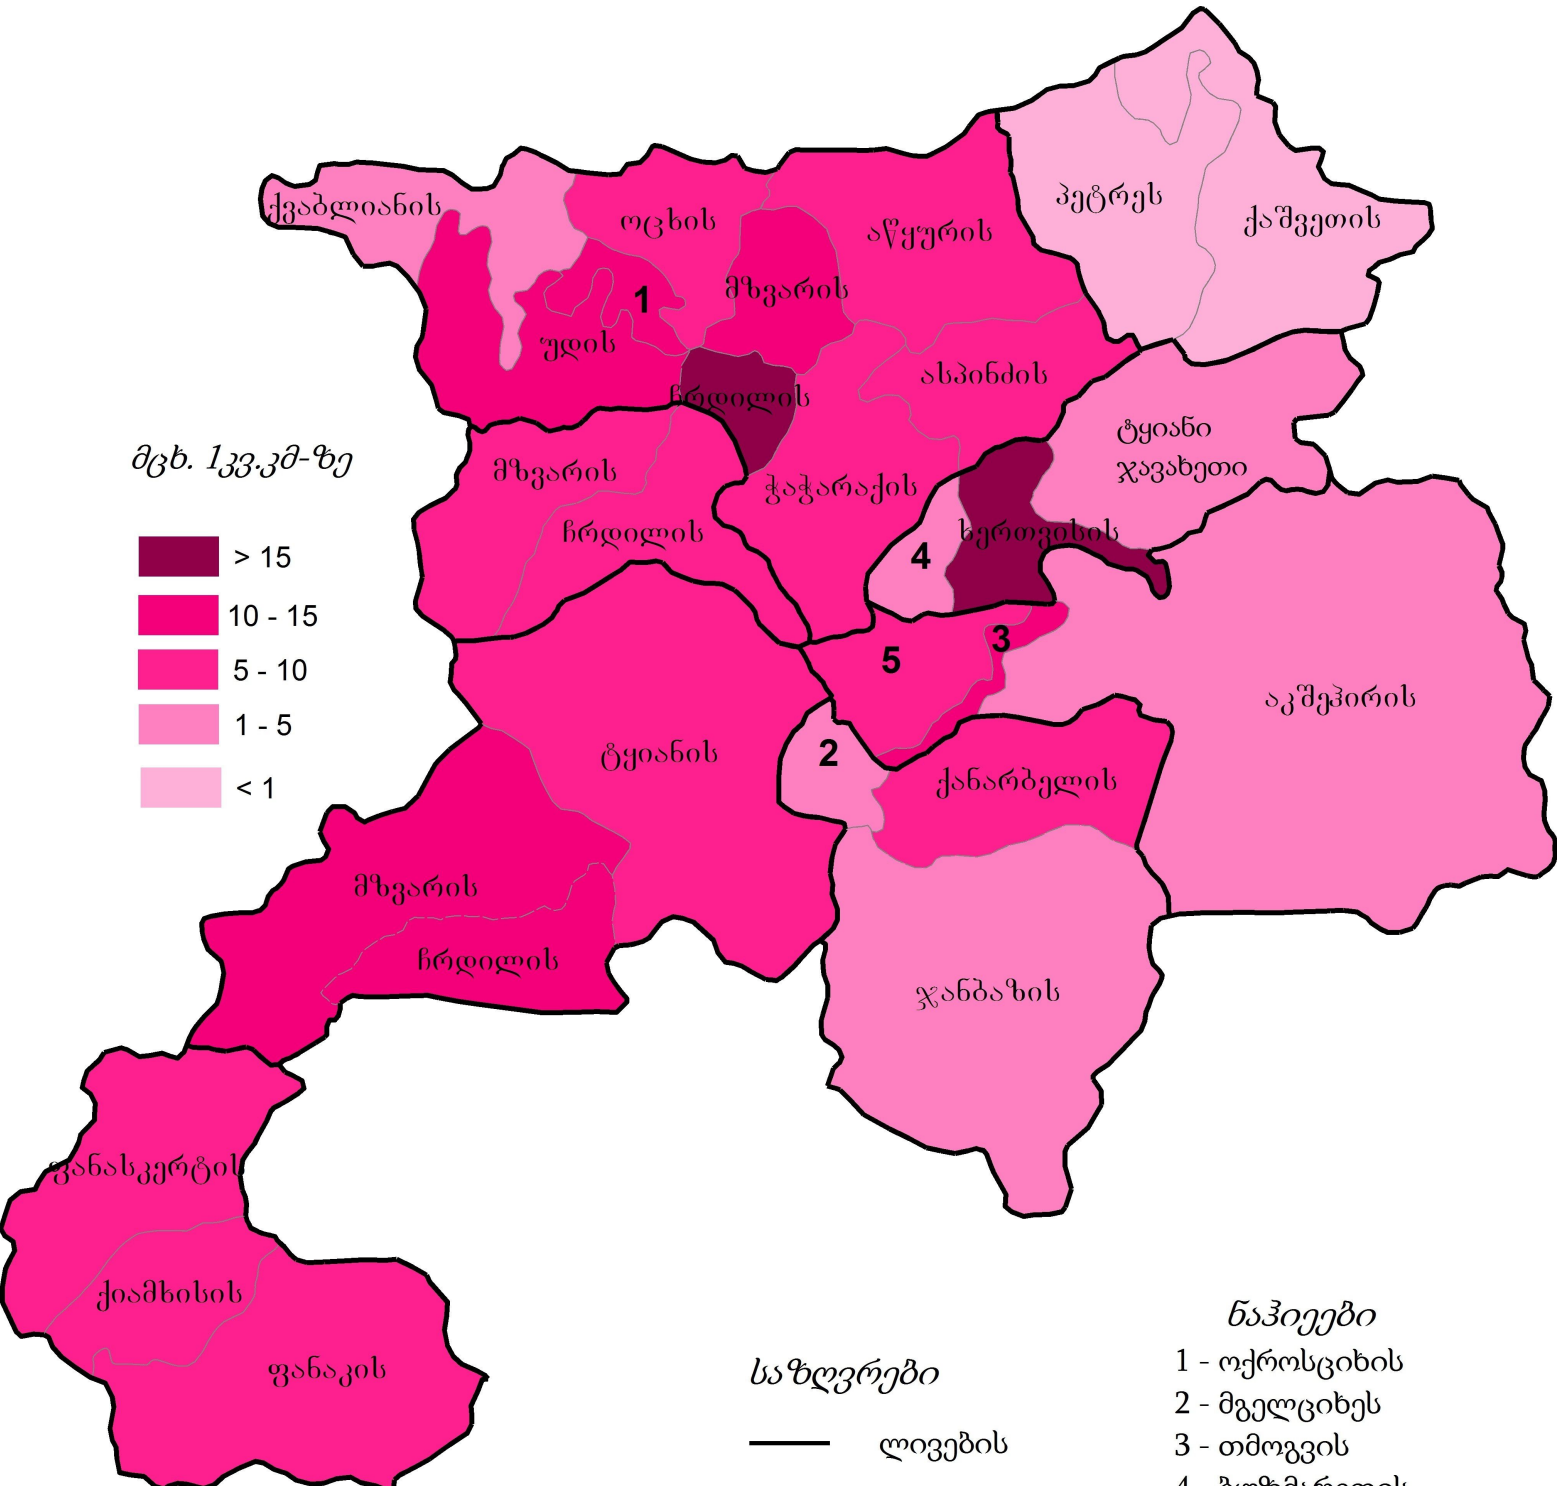 პეტრეს
ქაშვეთის
ქვაბლიანის
ოცხის
აწყურის
მზვარის
1
უდის
ასპინძის
ჩრდილის
ტყიანი
ჯავახეთი
მცხ. 1კვ.კმ-ზე
მზვარის
ჭაჭარაქის
ჩრდილის
ხერთვისის
4
> 15
10 - 15
5 - 10
1 - 5
< 1
3
5
აკშეჰირის
ტყიანის
2
ქანარბელის
მზვარის
ჩრდილის
ჯანბაზის
ფანასკერტის
ქიამხისის
ფანაკის
საზღვრები
ლივების
ნაჰიეები
1 - ოქროსციხის
2 - მგელციხეს
3 - თმოგვის